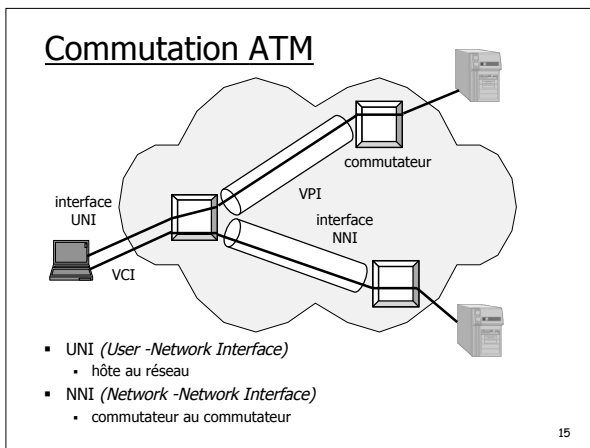 Commutation ATM
commutateur
VPI
interface
UNI
interface
NNI
VCI
▪ UNI (User -Network Interface)
▪ hôte au réseau
▪ NNI (Network -Network Interface)
▪ commutateur au commutateur
15